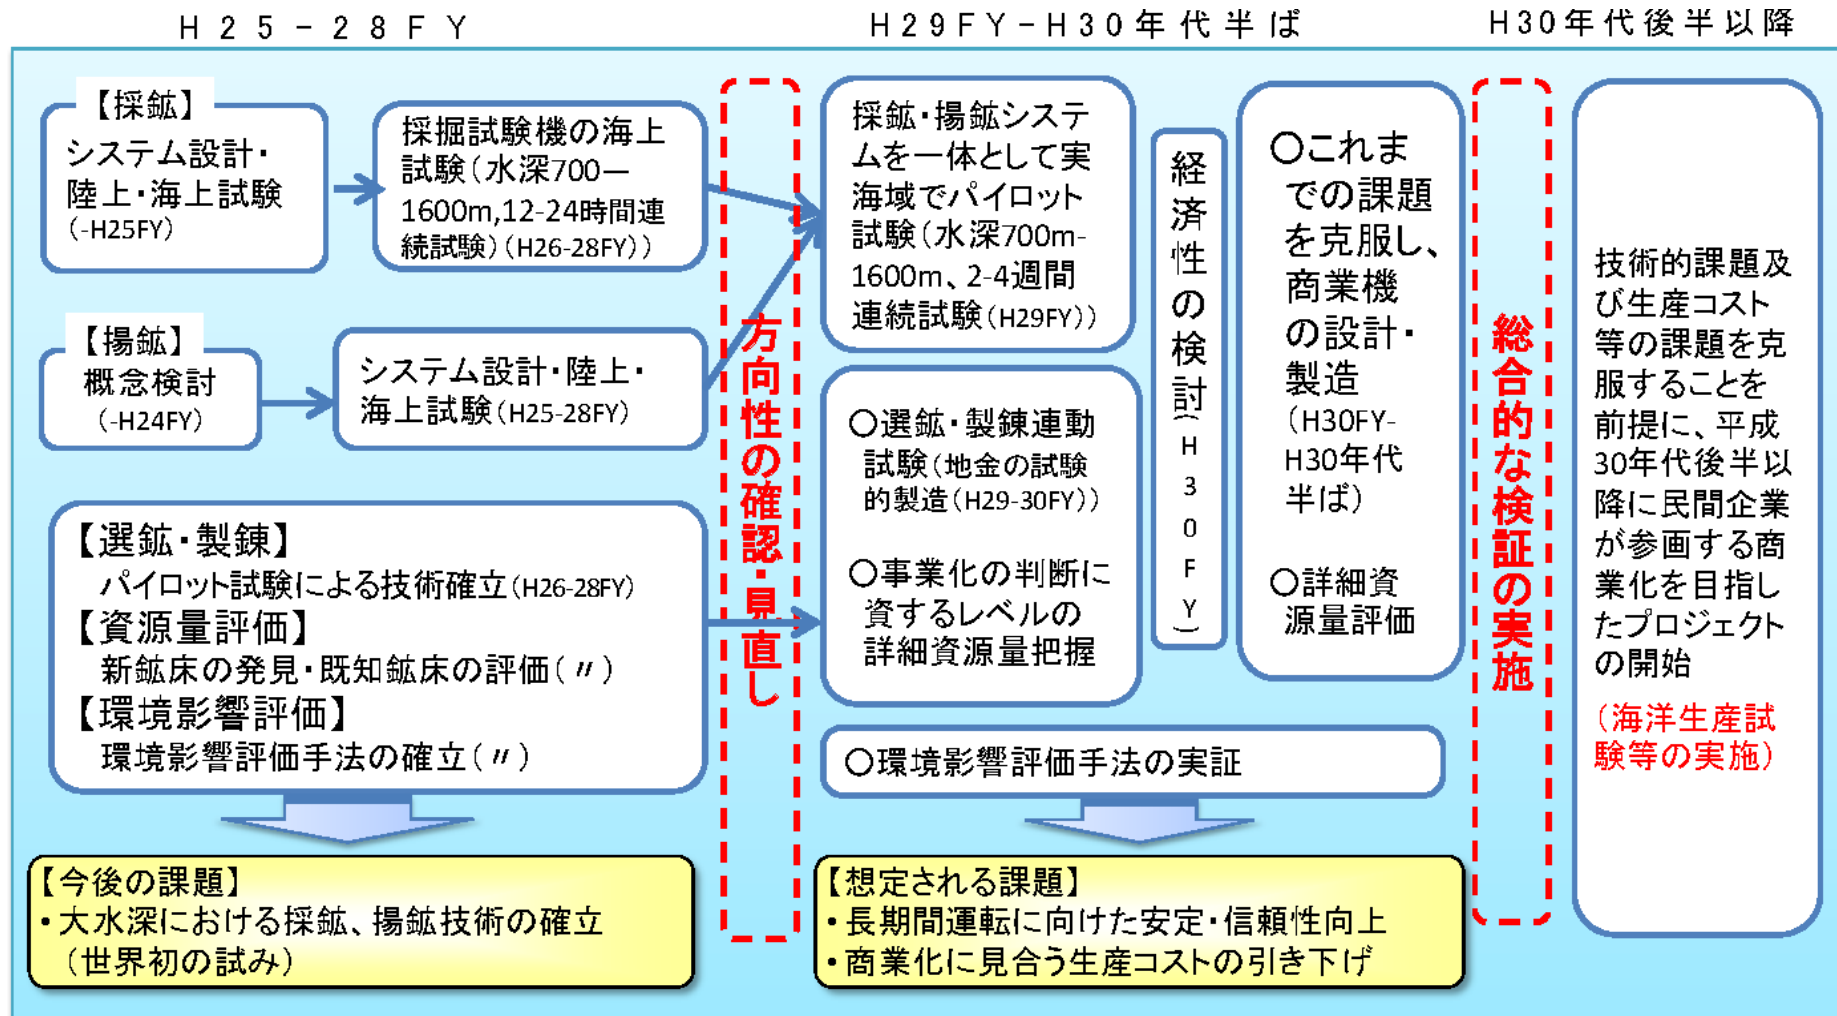 H25-28FY
H29FY-H30年代半ば
H30年代後半以降
【採鉱】
システム設計・
陸上・海上試験
(-H25FY)
採掘試験機の海上
試験(水深700―
1600m,12-24時間連
続試験)(H26-28FY))
【揚鉱】
概念検討
(-H24FY)
システム設計・陸上・
海上試験(H25-28FY)
【選鉱・製錬】
パイロット試験による技術確立(H26-28FY)
【資源量評価】
新鉱床の発見・既知鉱床の評価(〃)
【環境影響評価】
環境影響評価手法の確立(〃)
【今後の課題】
・大水深における採鉱、揚鉱技術の確立
(世界初の試み)
方向性の確認・見直し
採鉱・揚鉱システ
ムを一体として実
海域でパイロット
試験(水深700m-
1600m、2-4週間
連続試験(H29FY))
○選鉱・製錬連動
試験(地金の試験
的製造(H29-30FY))
○事業化の判断に
資するレベルの
詳細資源量把握
経済性の検討(H30FY)
○これま
での課題
を克服し、
商業機
の設計・
製造
(H30FY-
H30年代
半ば)
○詳細資
源量評価
○環境影響評価手法の実証
【想定される課題】
・長期間運転に向けた安定・信頼性向上
・商業化に見合う生産コストの引き下げ
総合的な検証の実施
技術的課題及
び生産コスト
等の課題を克
服することを
前提に、平成
30年代後半以
降に民間企業
が参画する商
業化を目指し
たプロジェクト
の開始
(海洋生産試
験等の実施)